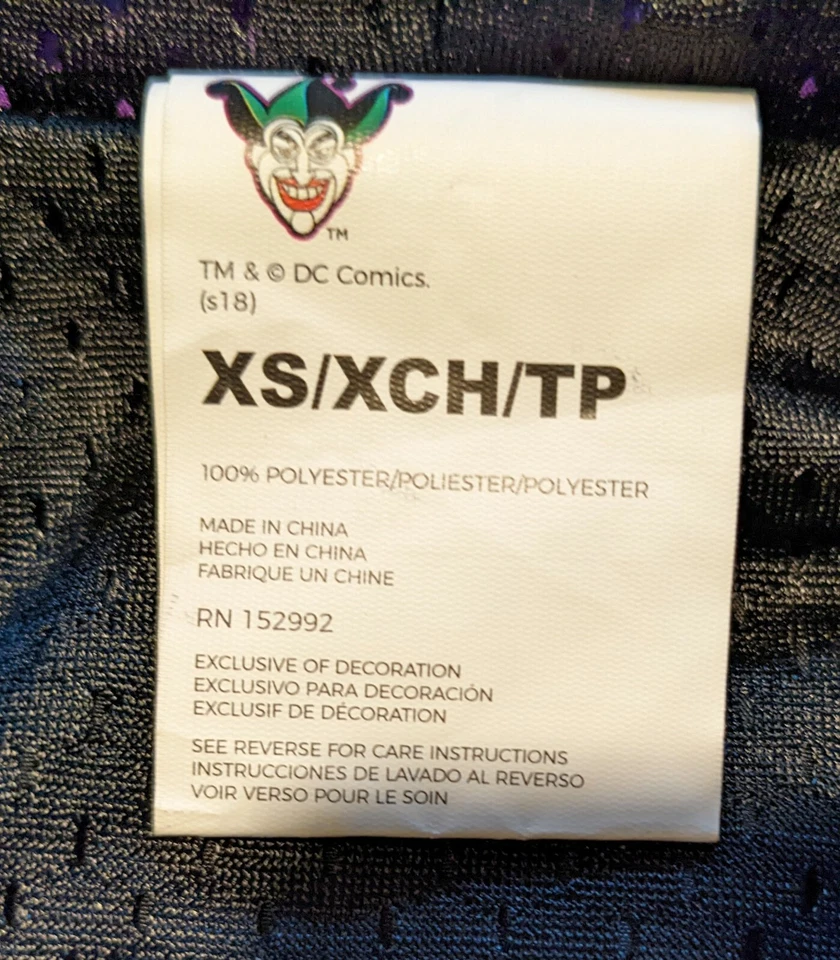 TM
TM & © DC Comics.
(s18)
XS/XCH/TP
100% POLYESTER/POLIESTER/POLYESTER
MADE IN CHINA
HECHO EN CHINA
FABRIQUE UN CHINE
RN 152992
EXCLUSIVE OF DECORATION
EXCLUSIVO PARA DECORACIÓN
EXCLUSIF DE DÉCORATION
SEE REVERSE FOR CARE INSTRUCTIONS
INSTRUCCIONES DE LAVADO AL REVERSO
VOIR VERSO POUR LE SOIN